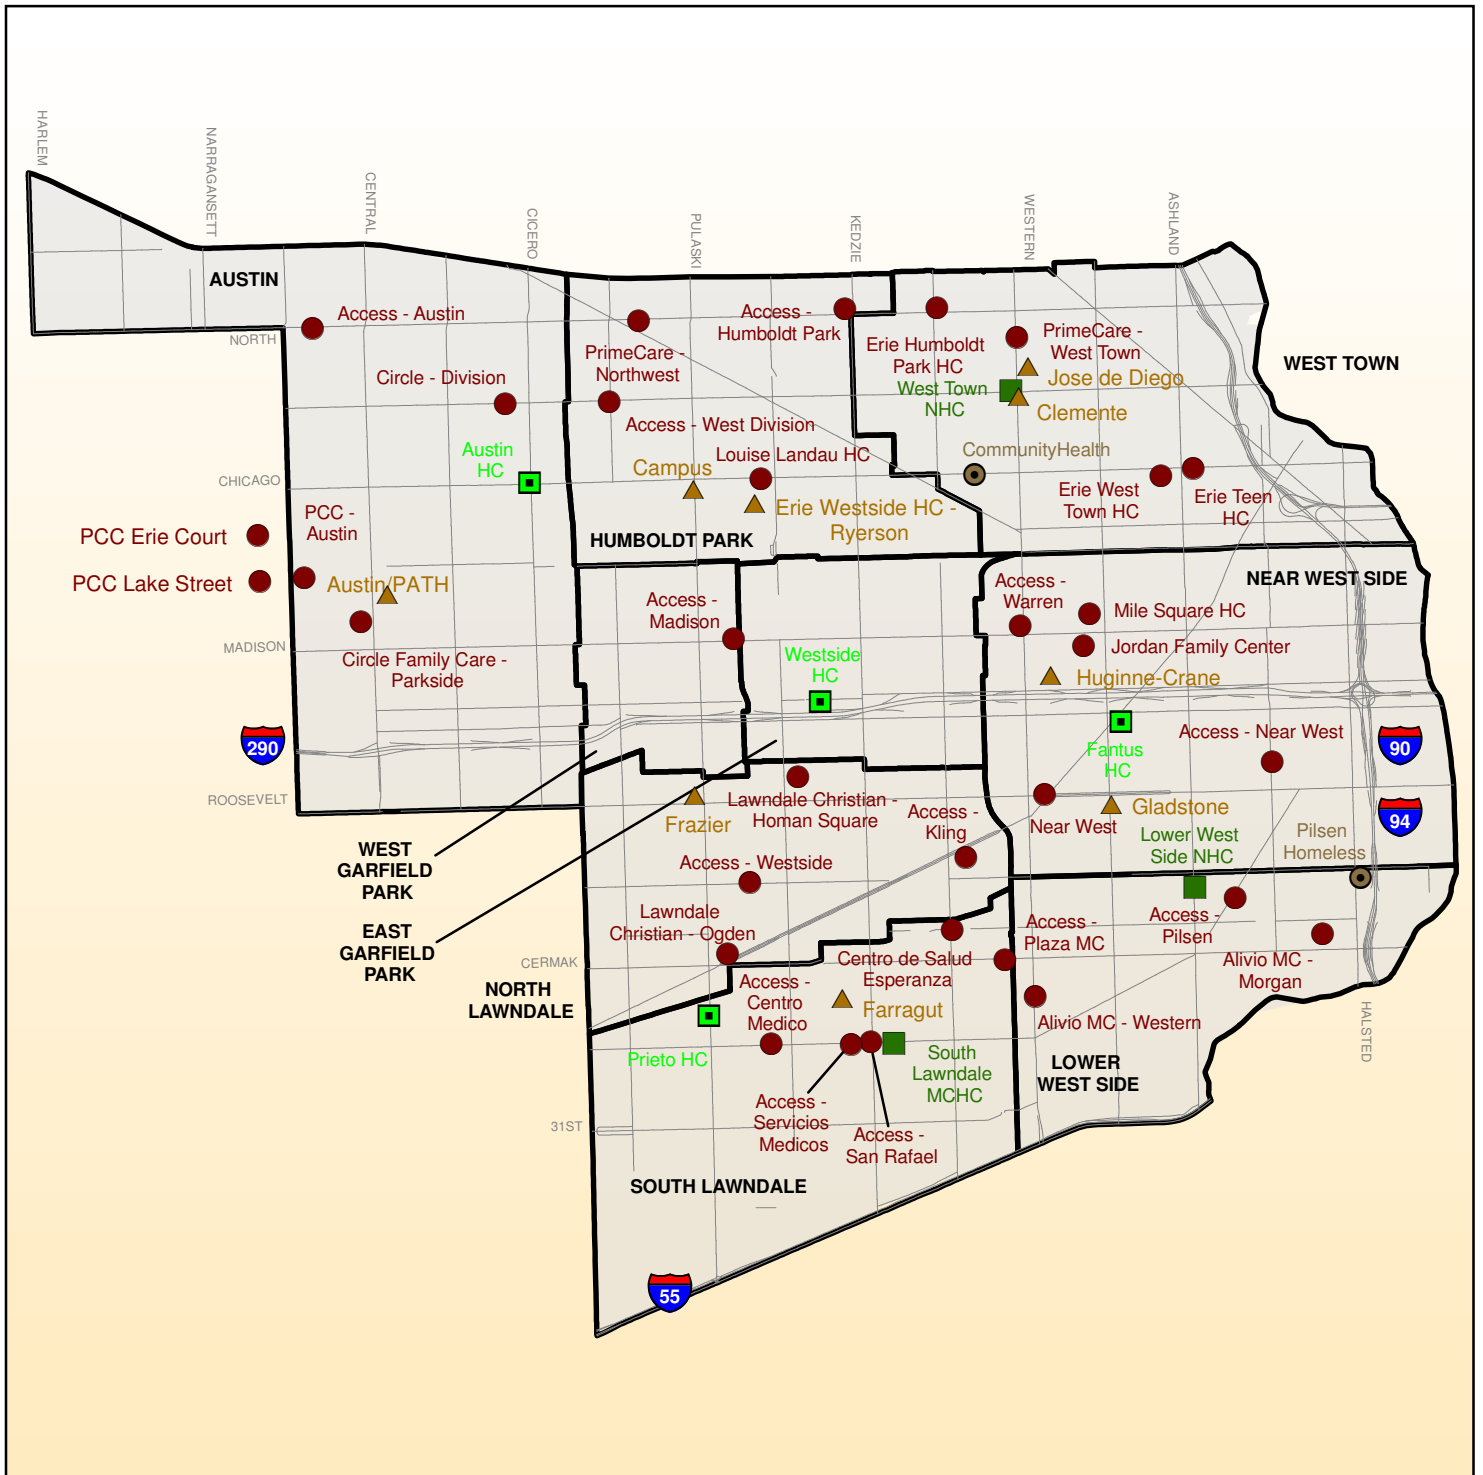 HARLEM
NARRAGANSETT
CENTRAL
CICERO
PULASKI
KEDZIE
WESTERN
ASHLAND
AUSTIN
Access - Austin
NORTH
Circle - Division
Austin
HC
CHICAGO
PCC -
Austin
PCC Erie Court
PCC Lake Street
Austin/PATH
MADISON
Circle Family Care -
Parkside
290
ROOSEVELT
Access -
Humboldt Park
PrimeCare -
Northwest
Access - West Division
Louise Landau HC
Campus
Erie Westside HC -
Ryerson
HUMBOLDT PARK
Erie Humboldt
Park HC
PrimeCare -
West Town
Jose de Diego
West Town
NHC
Clemente
CommunityHealth
Erie West
Town HC
Erie Teen
HC
WEST TOWN
NEAR WEST SIDE
Access -
Warren
Mile Square HC
Jordan Family Center
Huginne-Crane
Access -
Madison
Westside
HC
Fantus
HC
Access - Near West
90
94
Near West
Gladstone
Lower West
Side NHC
Pilsen
Homeless
WEST
GARFIELD
PARK
EAST
GARFIELD
PARK
Frazier
Lawndale Christian -
Homan Square
Access -
Kling
Access - Westside
Lawndale
Christian - Ogden
CERMAK
NORTH
LAWNDALE
Access -
Plaza MC
Access -
Pilsen
Alivio MC -
Morgan
Centro de Salud
Esperanza
Access -
Centro
Medico
Farragut
Alivio MC - Western
Prieto HC
South
Lawndale
MCHC
LOWER
WEST SIDE
HALSTED
31ST
Access -
Servicios
Medicos
Access -
San Rafael
SOUTH LAWNDALE
55